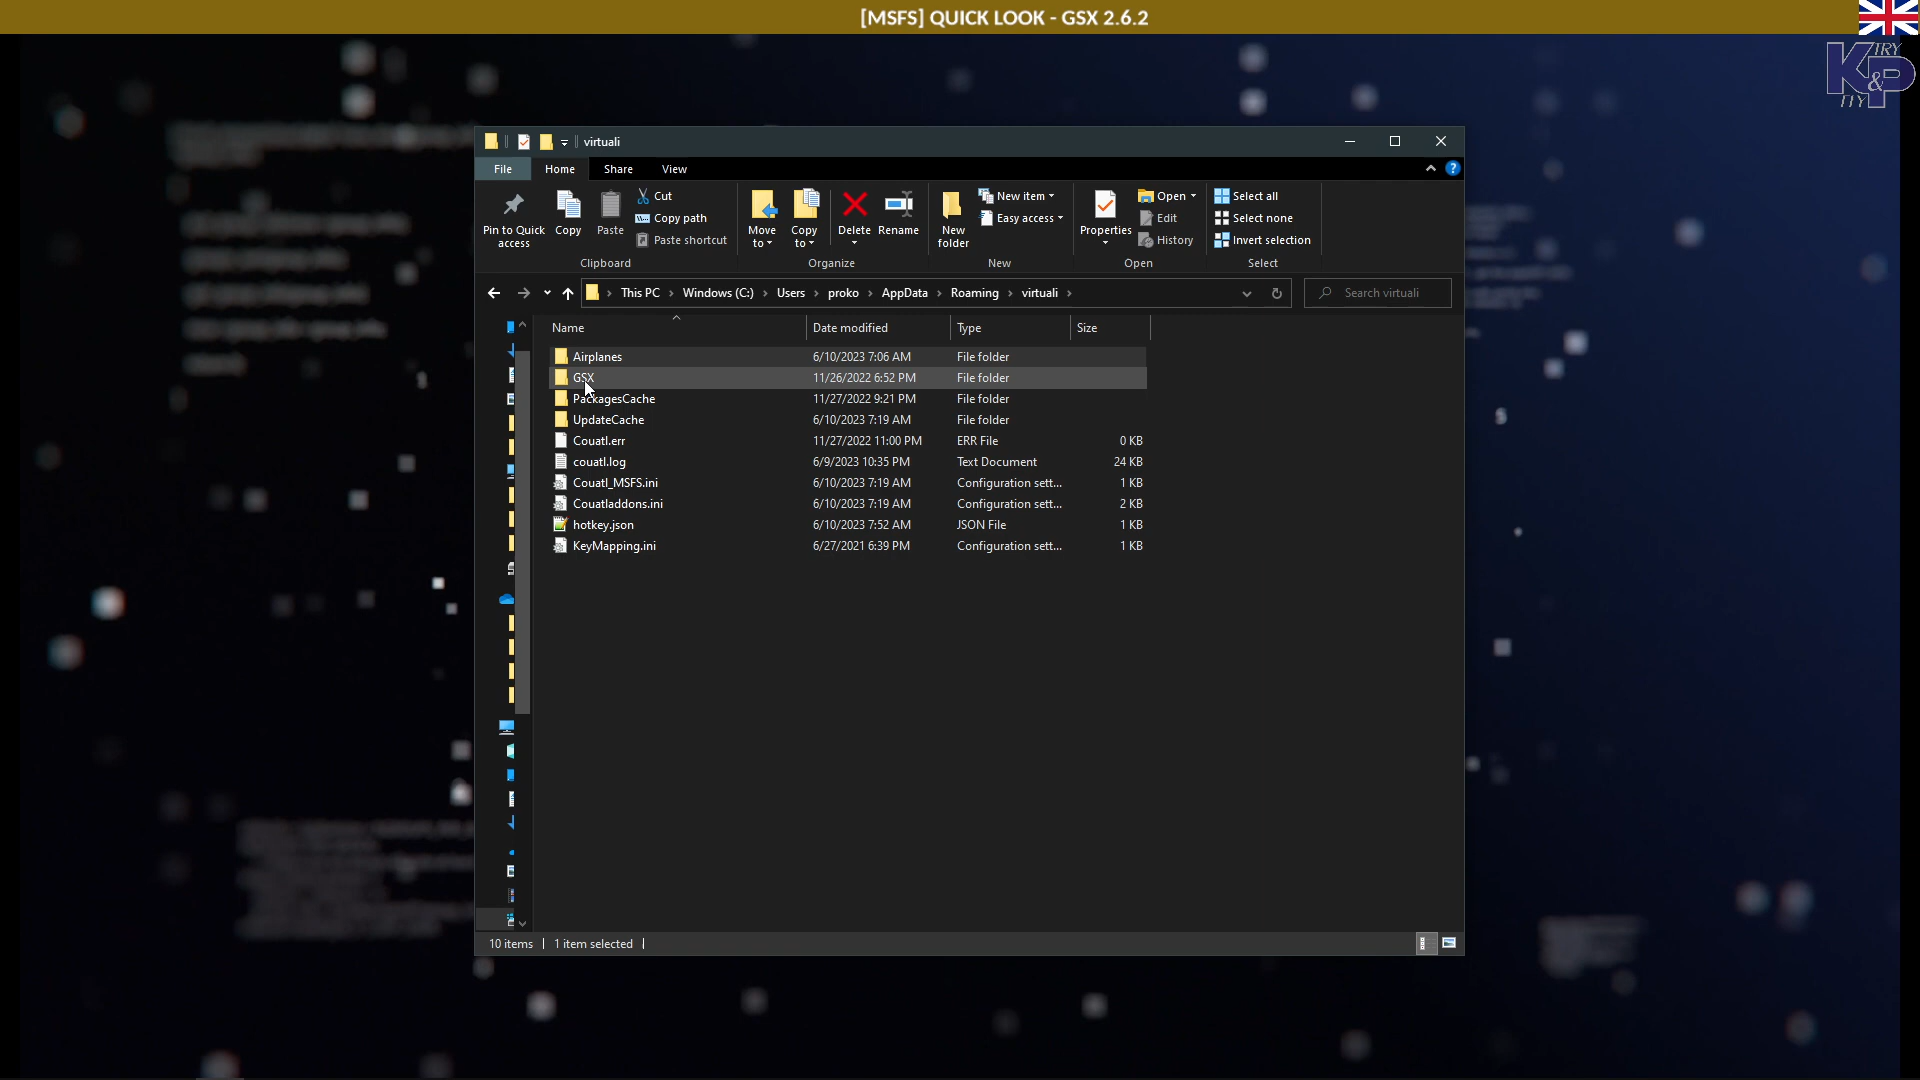 [MSFS] QUICK LOOK - GSX 2.6.2
TRY
K&P
FLY
virtuali
File Home Share View
Pin to Quick access
Copy
Paste
Cut
Copy path
Paste shortcut
Clipboard
Move to
Copy to
Delete
Rename
Organize
New folder
New item
Easy access
New
Properties
Open
Edit
History
Open
Select all
Select none
Invert selection
Select
This PC > Windows (C:) > Users > proko > AppData > Roaming > virtuali >
Search virtuali
Name Date modified Type Size
Airplanes 6/10/2023 7:06 AM File folder
GSX 11/26/2022 6:52 PM File folder
PackagesCache 11/27/2022 9:21 PM File folder
UpdateCache 6/10/2023 7:19 AM File folder
Couatl.err 11/27/2022 11:00 PM ERR File 0 KB
couatl.log 6/9/2023 10:35 PM Text Document 24 KB
Couatl_MSFS.ini 6/10/2023 7:19 AM Configuration sett... 1 KB
Couatladdons.ini 6/10/2023 7:19 AM Configuration sett... 2 KB
hotkey.json 6/10/2023 7:52 AM JSON File 1 KB
KeyMapping.ini 6/27/2021 6:39 PM Configuration sett... 1 KB
10 items 1 item selected